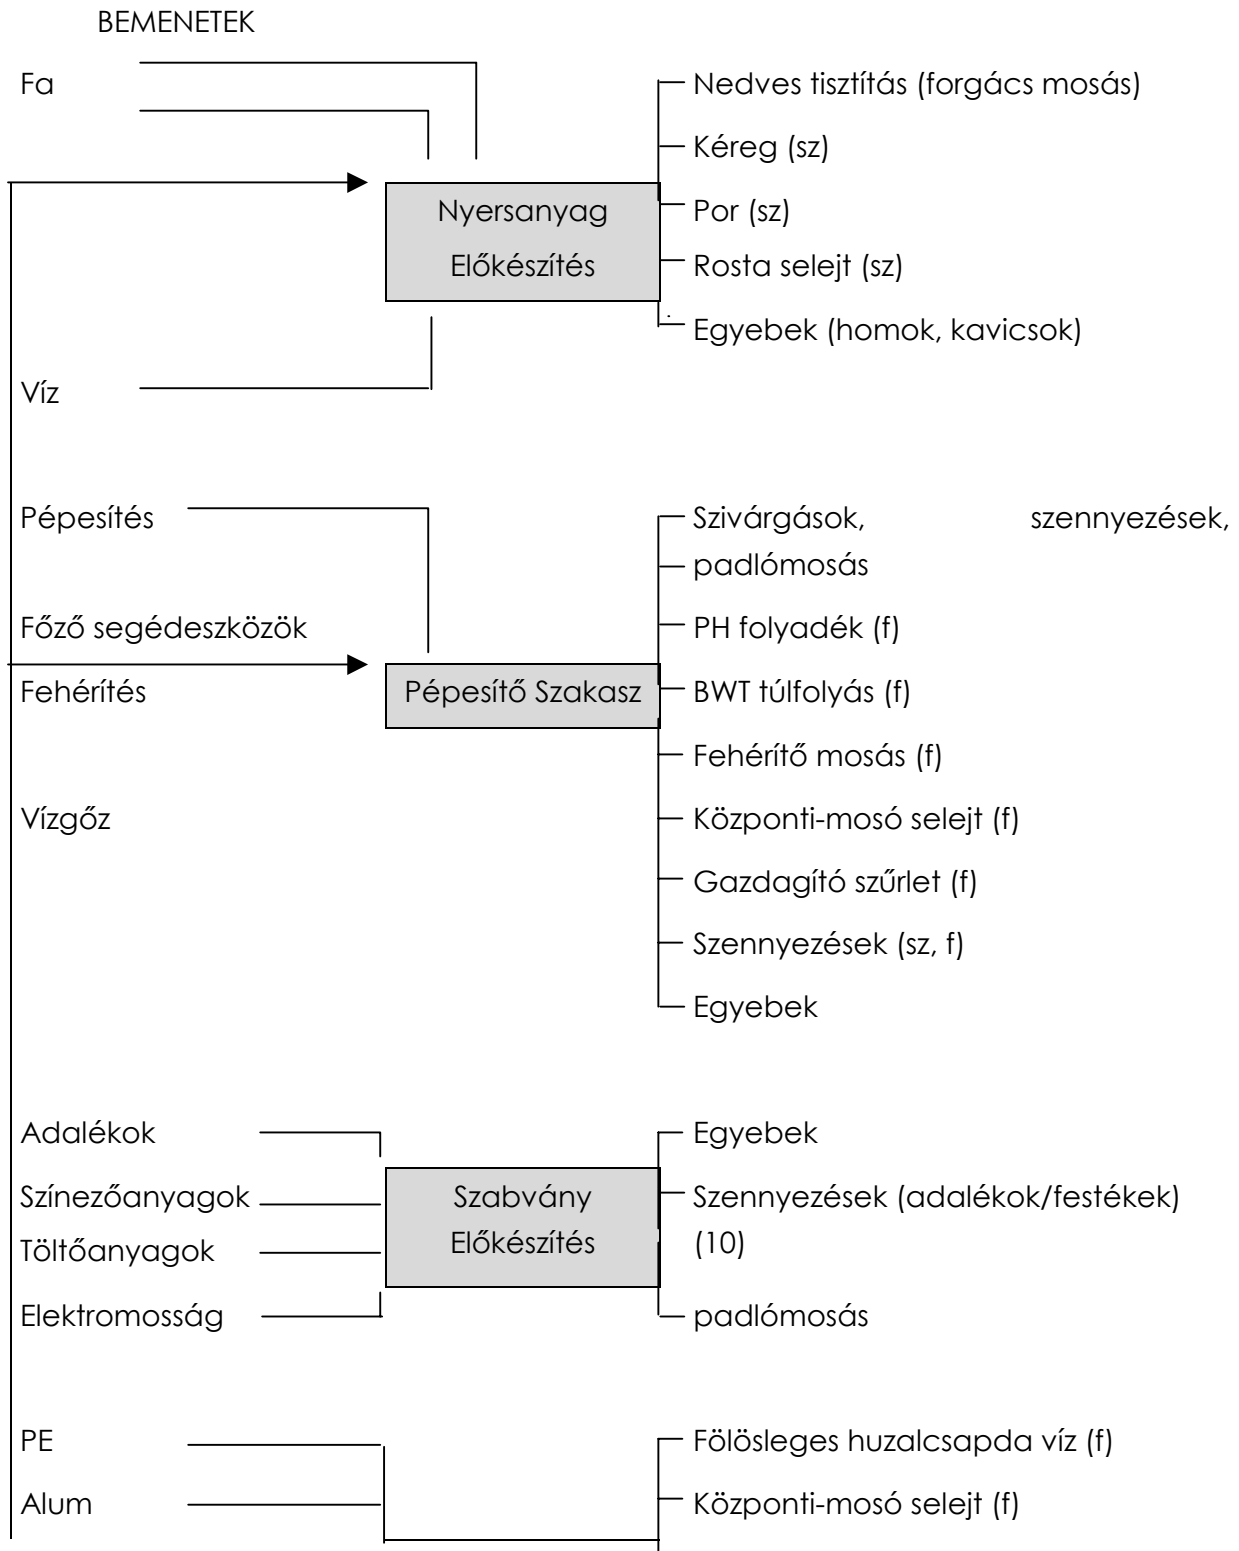 BEMENETEK
Fa
Nedves tisztítás (forgács mosás)
Kéreg (sz)
Nyersanyag
Előkészítés
Por (sz)
Rosta selejt (sz)
Egyebek (homok, kavicsok)
Víz
Pépesítés
Szivárgások, szennyezések,
padlómosás
Főző segédeszközök
PH folyadék (f)
Fehérítés
Pépesítő Szakasz
BWT túlfolyás (f)
Fehérítő mosás (f)
Vízgőz
Központi-mosó selejt (f)
Gazdagító szűrlet (f)
Szennyezések (sz, f)
Egyebek
Adalékok
Egyebek
Színezőanyagok
Szabvány
Előkészítés
Szennyezések (adalékok/festékek)
(10)
Töltőanyagok
Elektromosság
padlómosás
PE
Fölösleges huzalcsapda víz (f)
Alum
Központi-mosó selejt (f)